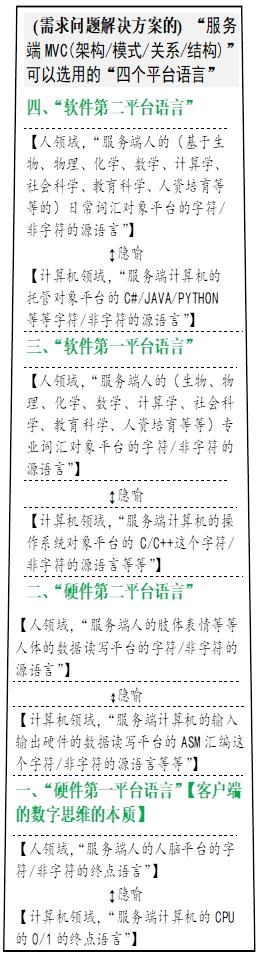 (需求问题解决方案的) “服务
端MVC(架构/模式/关系/结构)”
可以选用的“四个平台语言”
四、“软件第二平台语言”
【人领域,“服务端人的（基于生
物、物理、化学、数学、计算学、
社会科学、教育科学、人资培育等
等的）日常词汇对象平台的字符/
非字符的源语言”】
↕隐喻
【计算机领域,“服务端计算机的
托管对象平台的 C#/JAVA/PYTHON
等等字符/非字符的源语言”】
三、“软件第一平台语言”
【人领域,“服务端人的（生物、物
理、化学、数学、计算学、社会科
学、教育科学、人资培育等等）专
业词汇对象平台的字符/非字符的
源语言”】
↕隐喻
【计算机领域,“服务端计算机的操
作系统对象平台的 C/C++这个字符/
非字符的源语言等等”】
二、“硬件第二平台语言”
【人领域,“服务端人的肢体表情等等
人体的数据读写平台的字符/非字符的
源语言”】
↕隐喻
【计算机领域,“服务端计算机的输入
输出硬件的数据读写平台的ASM汇编这
个字符/非字符的源语言等等”】
一、“硬件第一平台语言”【客户端
的数字思维的本质】
【人领域,“服务端人的人脑平台的字
符/非字符的终点语言”】
↕隐喻
【计算机领域,“服务端计算机的 CPU
的 0/1 的终点语言”】